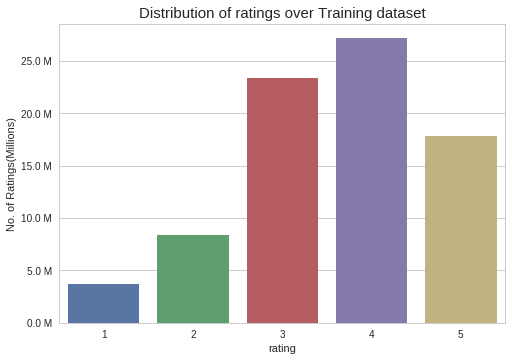 Distribution of ratings over Training dataset
No. of Ratings(Millions)
25.0 M
20.0 M
15.0 M
10.0 M
5.0 M
0.0 M
1 2 3 4 5
rating